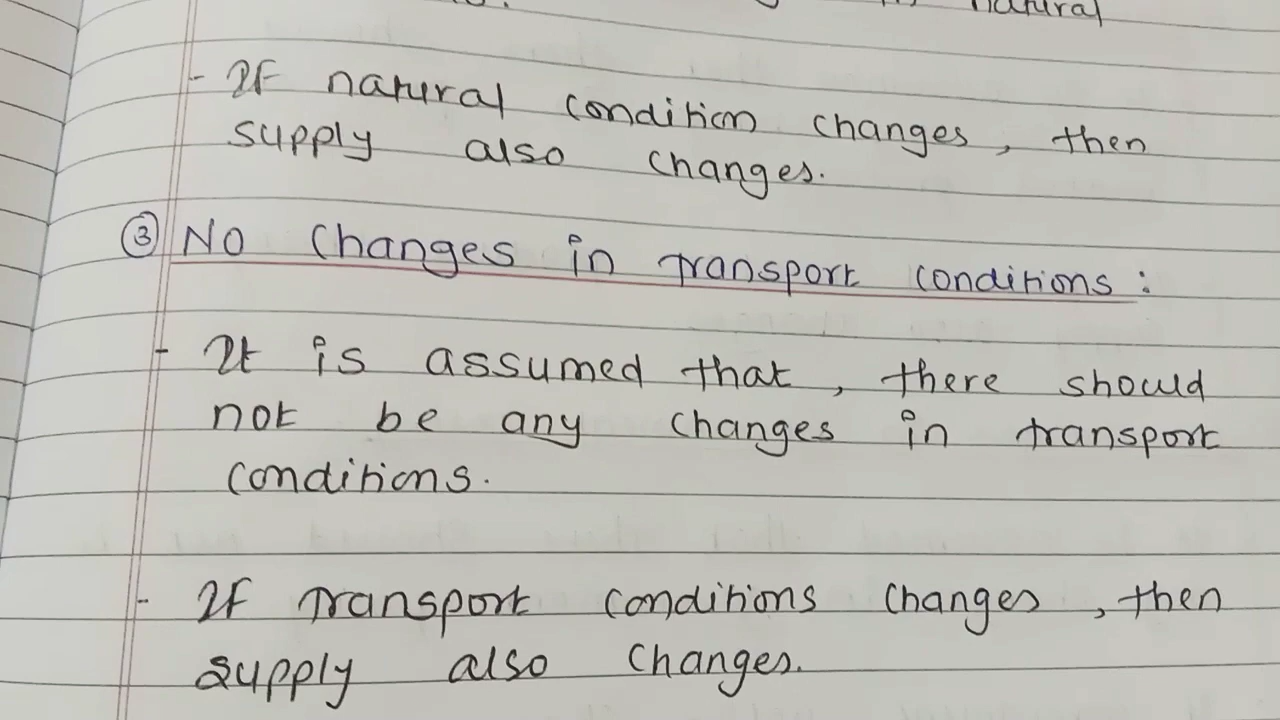 natural
- If natural condition changes, then
supply also changes.
③ No changes in transport conditions :
- It is assumed that, there should
not be any changes in transport
conditions.
- If transport conditions changes, then
supply also changes.